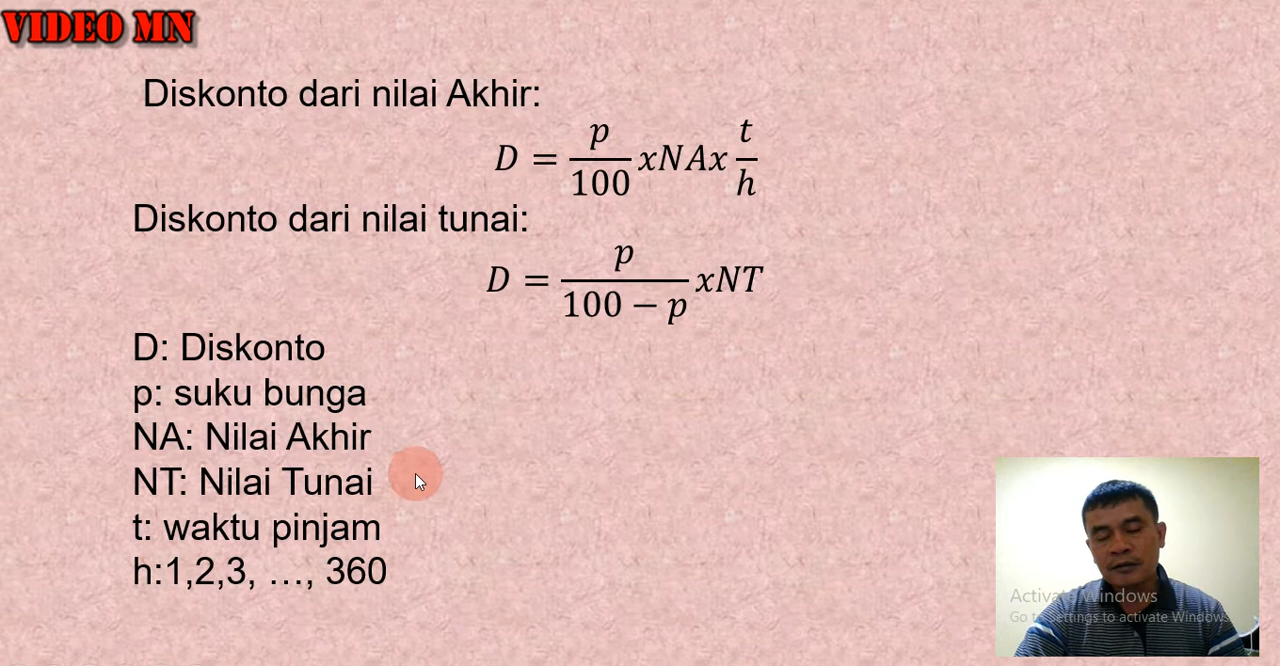 VIDEO MN
Diskonto dari nilai Akhir:
D = p/100 xNAx t/h
Diskonto dari nilai tunai:
D = p/(100 − p) xNT
D: Diskonto
p: suku bunga
NA: Nilai Akhir
NT: Nilai Tunai
t: waktu pinjam
h:1,2,3, …, 360
Activate Windows
Go to Settings to activate Windows.